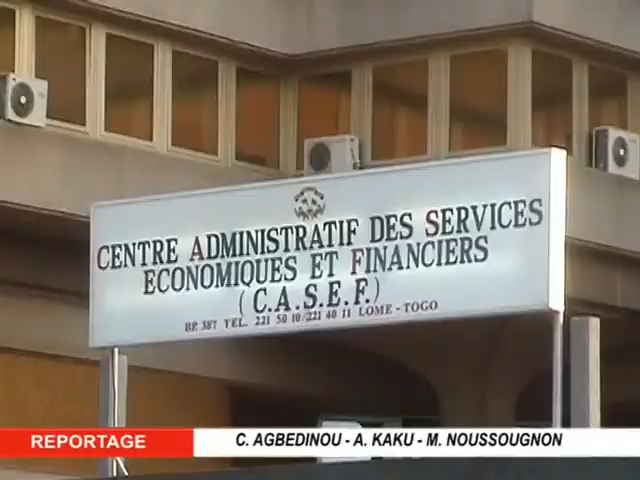 CENTRE ADMINISTRATIF DES SERVICES
ECONOMIQUES ET FINANCIERS
(C.A.S.E.F.)
BP. 387 TEL. 221 50 10/221 40 11 LOME - TOGO
REPORTAGE
C. AGBEDINOU - A. KAKU - M. NOUSSOUGNON